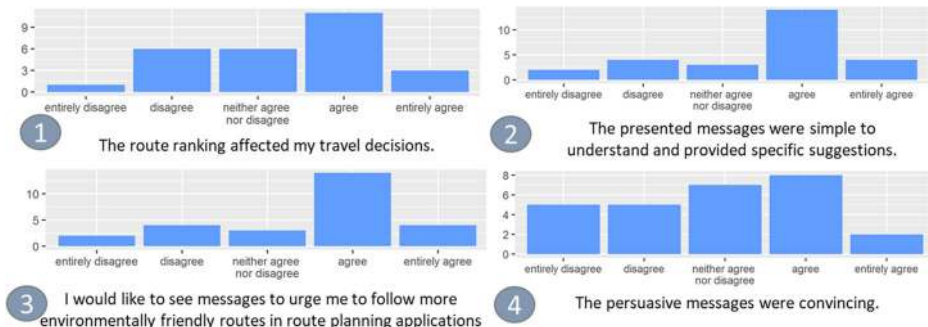 9
6
3
0
entirely disagree
disagree
neither agree
nor disagree
agree
entirely agree
1
The route ranking affected my travel decisions.
10
5
0
entirely disagree
disagree
neither agree
nor disagree
agree
entirely agree
2
The presented messages were simple to
understand and provided specific suggestions.
10
5
0
entirely disagree
disagree
neither agree
nor disagree
agree
entirely agree
3
I would like to see messages to urge me to follow more
environmentally friendly routes in route planning applications
8
6
4
2
0
entirely disagree
disagree
neither agree
nor disagree
agree
entirely agree
4
The persuasive messages were convincing.